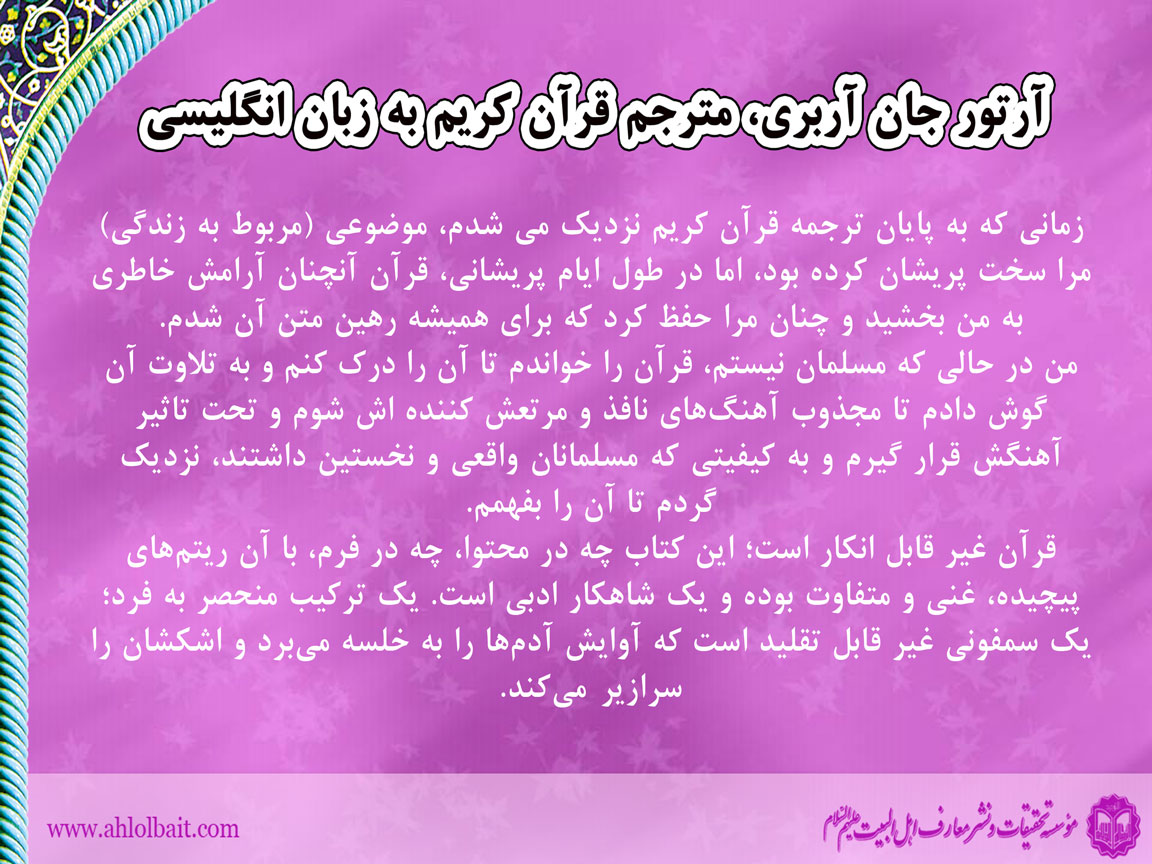 آرتور جان آربری، مترجم قرآن کریم به زبان انگلیسی
زمانی که به پایان ترجمه قرآن کریم نزدیک می شدم، موضوعی (مربوط به زندگی)
مرا سخت پریشان کرده بود، اما در طول ایام پریشانی، قرآن آنچنان آرامش خاطری
به من بخشید و چنان مرا حفظ کرد که برای همیشه رهین متن آن شدم.
من در حالی که مسلمان نیستم، قرآن را خواندم تا آن را درک کنم و به تلاوت آن
گوش دادم تا مجذوب آهنگ‌های نافذ و مرتعش کننده اش شوم و تحت تاثیر
آهنگش قرار گیرم و به کیفیتی که مسلمانان واقعی و نخستین داشتند، نزدیک
گردم تا آن را بفهمم.
قرآن غیر قابل انکار است؛ این کتاب چه در محتوا، چه در فرم، با آن ریتم‌های
پیچیده، غنی و متفاوت بوده و یک شاهکار ادبی است. یک ترکیب منحصر به فرد؛
یک سمفونی غیر قابل تقلید است که آوایش آدم‌ها را به خلسه می‌برد و اشکشان را
سرازیر می‌کند.
مؤسسه تحقیقات و نشر معارف اهل البیت علیهم السلام
www.ahlolbait.com